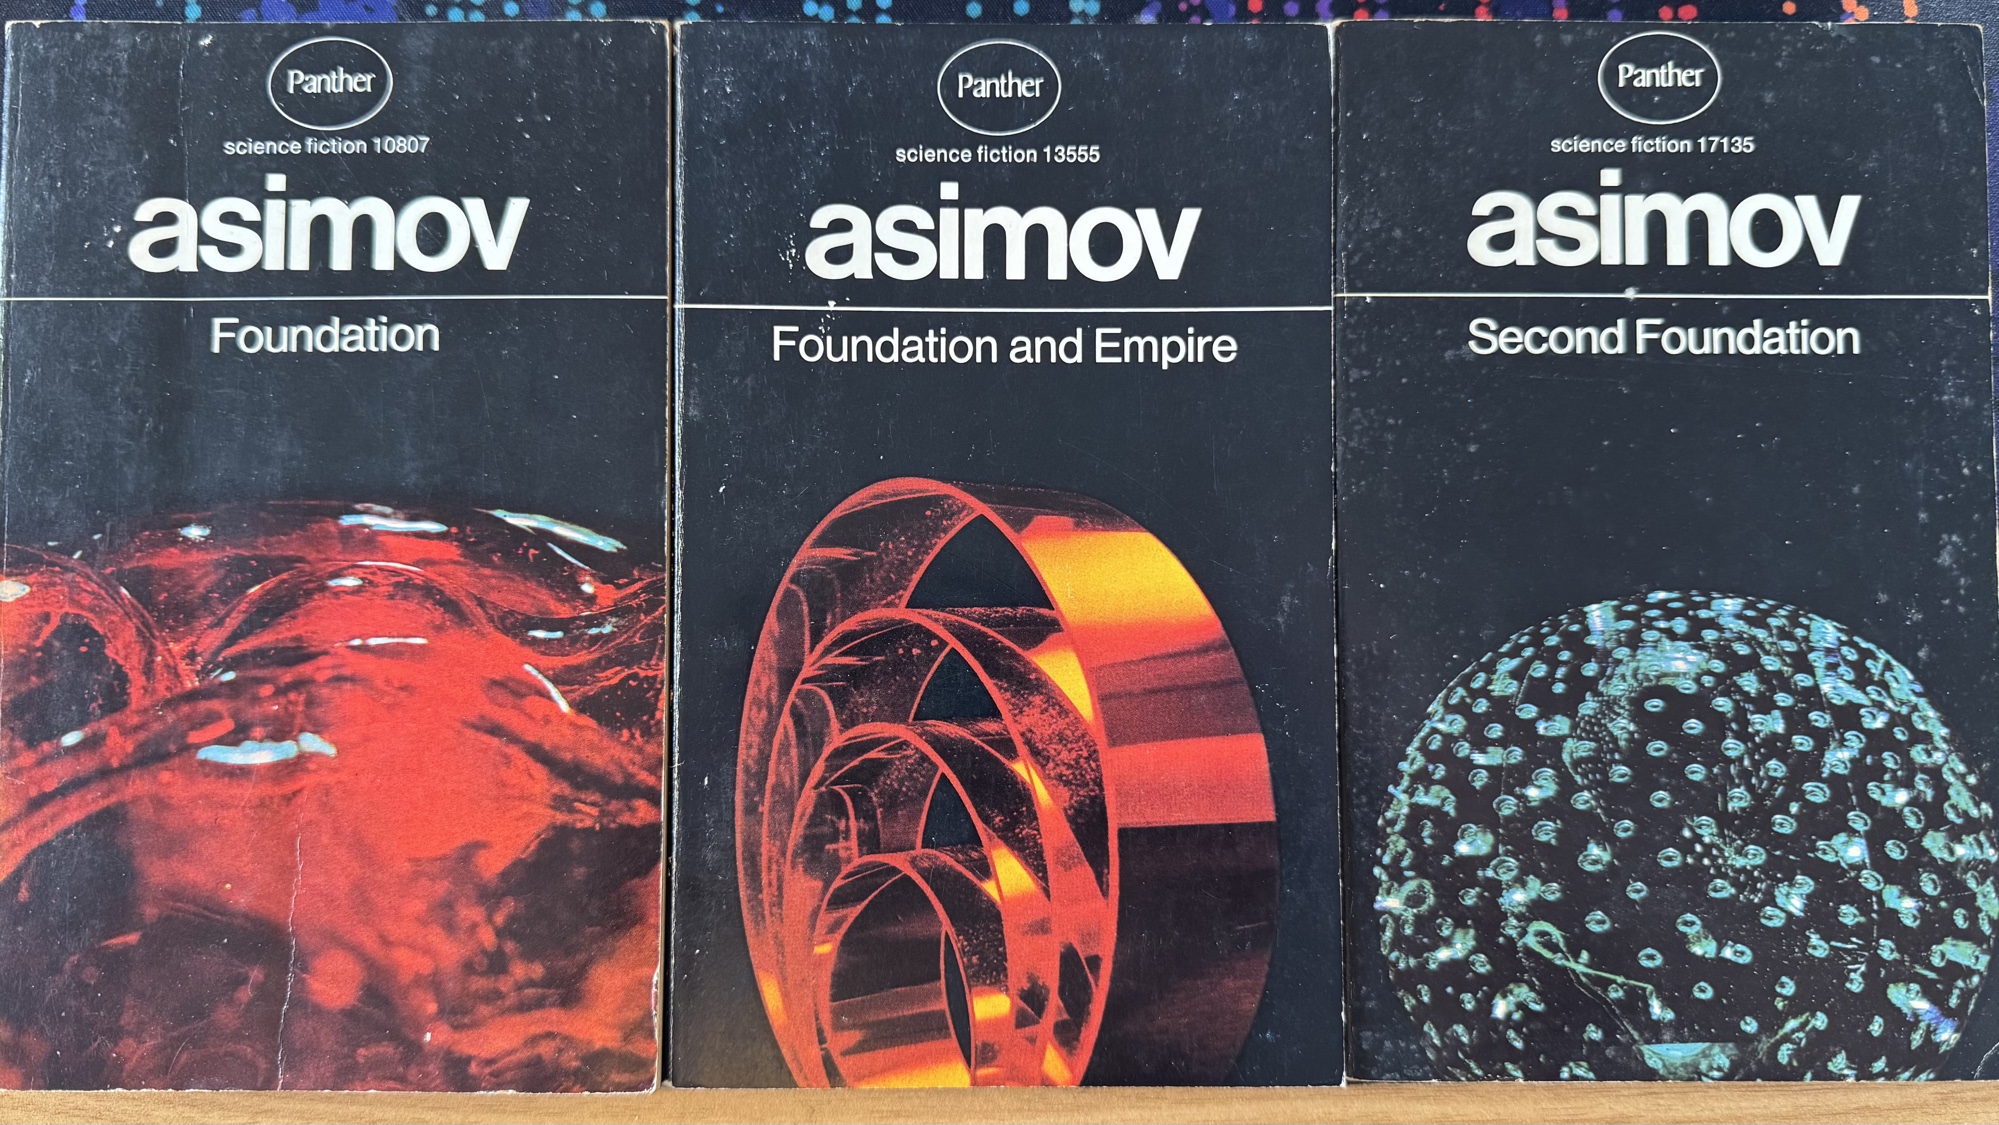 Panther
science fiction 10807
asimov
Foundation
Panther
science fiction 13555
asimov
Foundation and Empire
Panther
science fiction 17135
asimov
Second Foundation